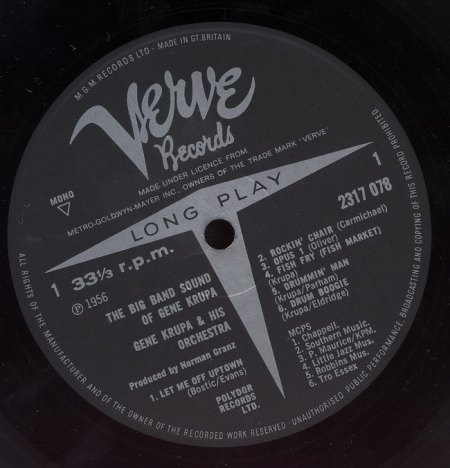 M.G.M. RECORDS LTD. MADE IN GT. BRITAIN
Verve
Records
MADE UNDER LICENCE FROM
METRO-GOLDWYN-MAYER INC., OWNERS OF THE TRADE MARK 'VERVE'
MONO
LONG PLAY
1
2317 078
1 33⅓ r.p.m.
℗ 1956
THE BIG BAND SOUND
OF GENE KRUPA
GENE KRUPA & HIS
ORCHESTRA
Produced by Norman Granz
1. LET ME OFF UPTOWN
(Bostic/Evans)
2. ROCKIN' CHAIR (Carmichael)
3. OPUS 1 (Oliver)
4. FISH FRY (FISH MARKET)
(Krupa)
5. DRUMMIN' MAN
(Krupa/Parham)
6. DRUM BOOGIE
(Krupa/Eldridge)
MCPS
1. Chappell.
2. Southern Music.
3. P. Maurice/KPM.
4. Little Jazz Mus.
5. Robbins Mus.
6. Tro Essex
POLYDOR
RECORDS
LTD.
ALL RIGHTS OF THE MANUFACTURER AND OF THE OWNER OF THE RECORDED WORK RESERVED · UNAUTHORISED PUBLIC PERFORMANCE, BROADCASTING AND COPYING OF THIS RECORD PROHIBITED